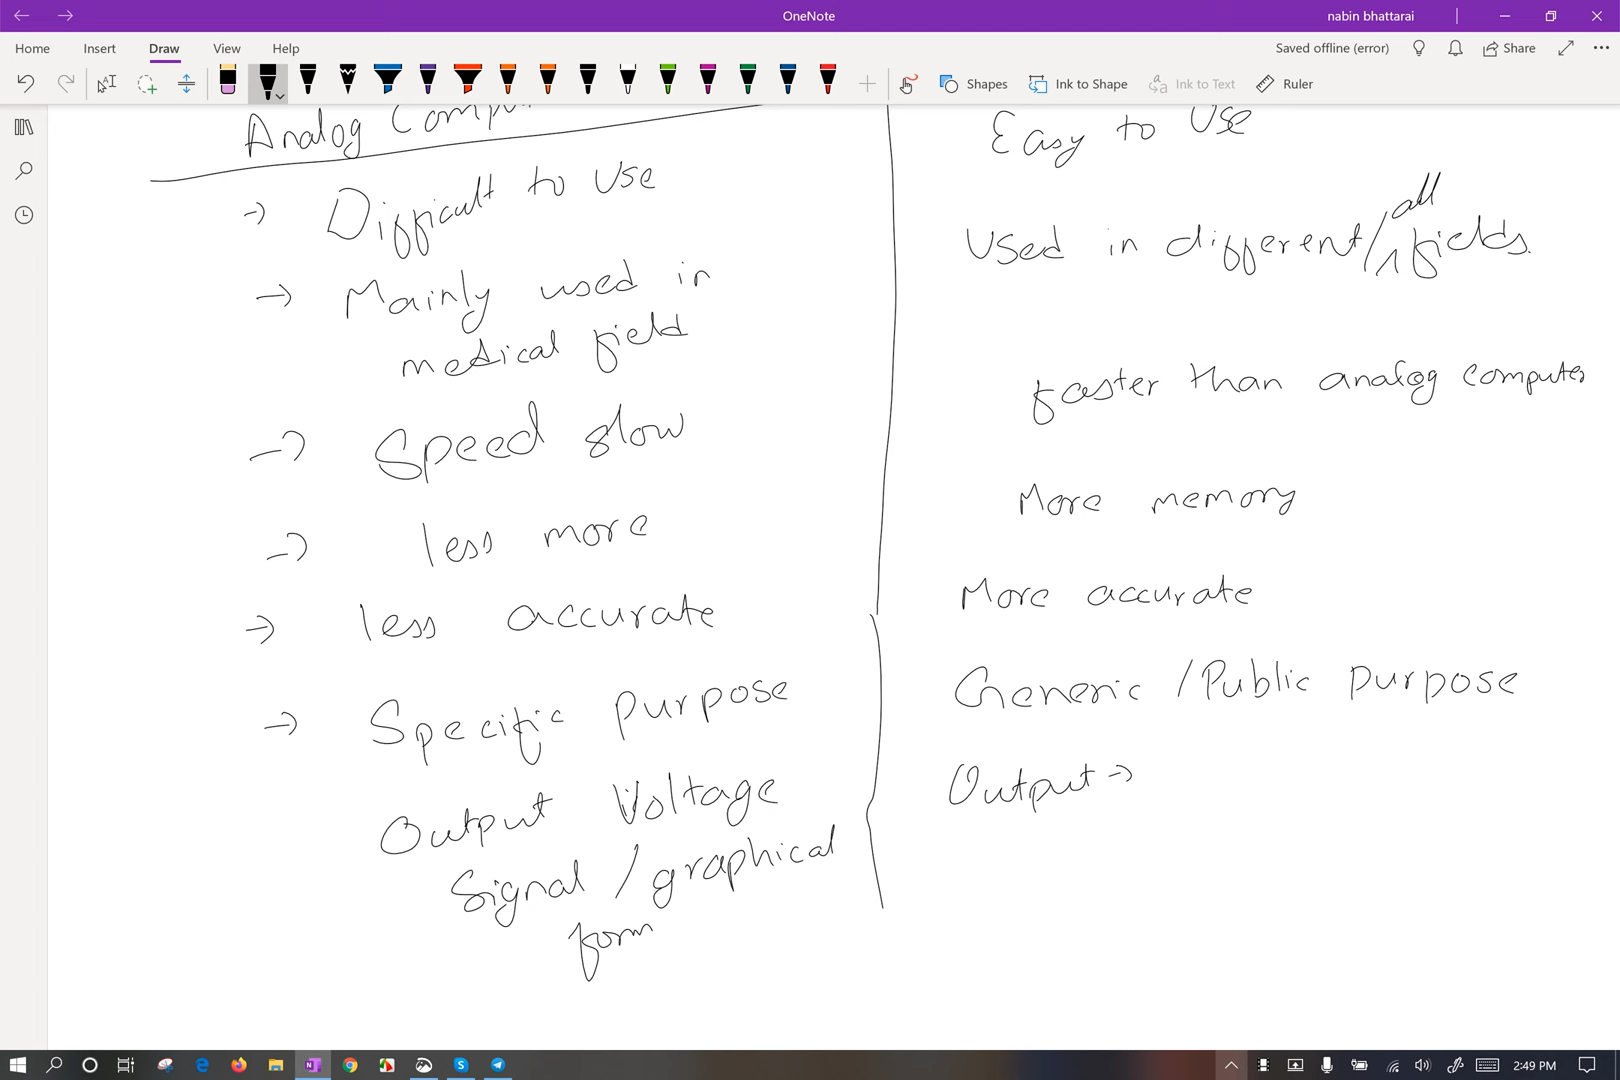 OneNote
nabin bhattarai
Home Insert Draw View Help
Saved offline (error)
Share
Shapes
Ink to Shape
Ink to Text
Ruler
Analog
Difficult to Use
Mainly used in
medical field
Speed slow
less more
less accurate
Specific Purpose
Output Voltage
Signal / graphical
form
Easy to Use
all
Used in different / fields.
faster than analog computer
More memory
More accurate
Generic / Public Purpose
Output →
2:49 PM